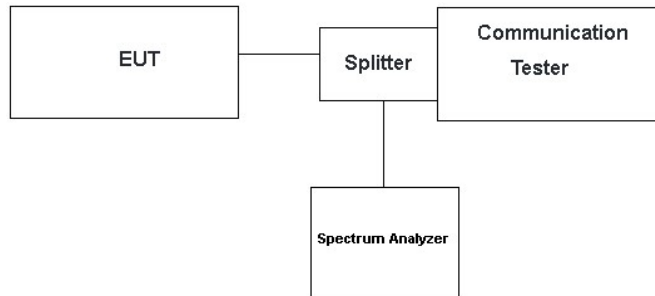 EUT
Splitter
Communication
Tester
Spectrum Analyzer